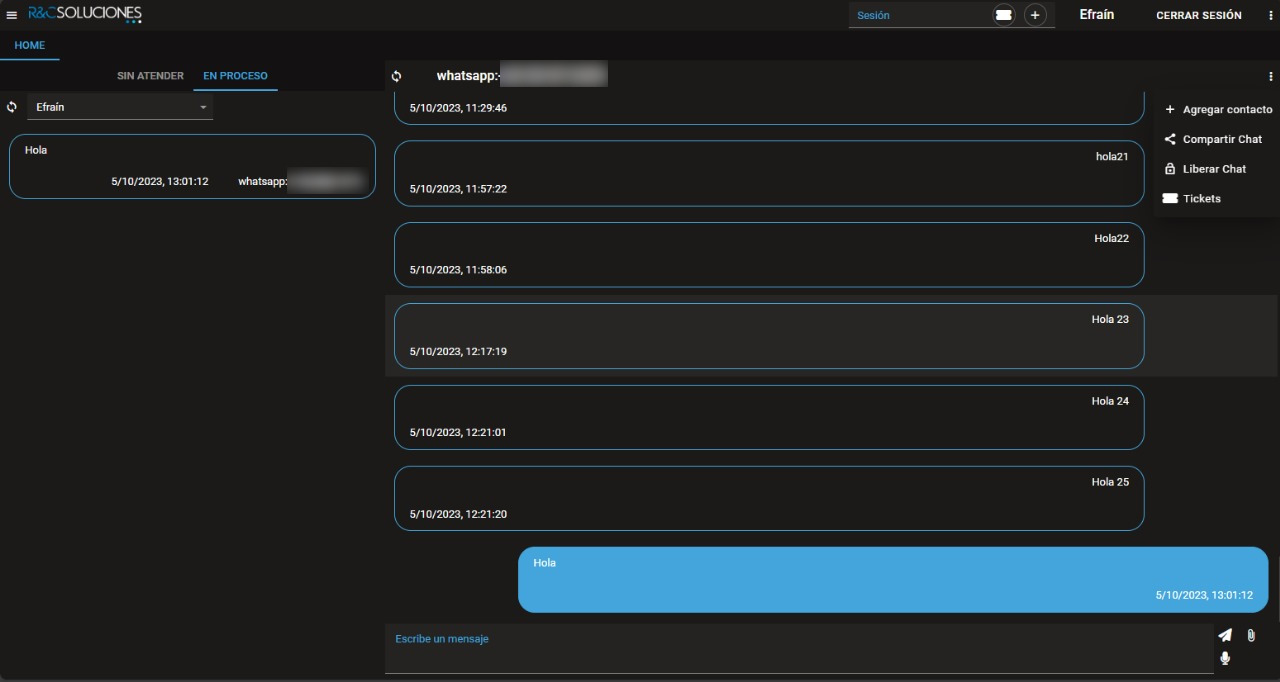 R&CSOLUCIONES
Sesión
Efraín
CERRAR SESIÓN
HOME
SIN ATENDER
EN PROCESO
Efraín
Hola
5/10/2023, 13:01:12
whatsapp:
whatsapp:
5/10/2023, 11:29:46
hola21
5/10/2023, 11:57:22
Hola22
5/10/2023, 11:58:06
Hola 23
5/10/2023, 12:17:19
Hola 24
5/10/2023, 12:21:01
Hola 25
5/10/2023, 12:21:20
Hola
5/10/2023, 13:01:12
Escribe un mensaje
Agregar contacto
Compartir Chat
Liberar Chat
Tickets